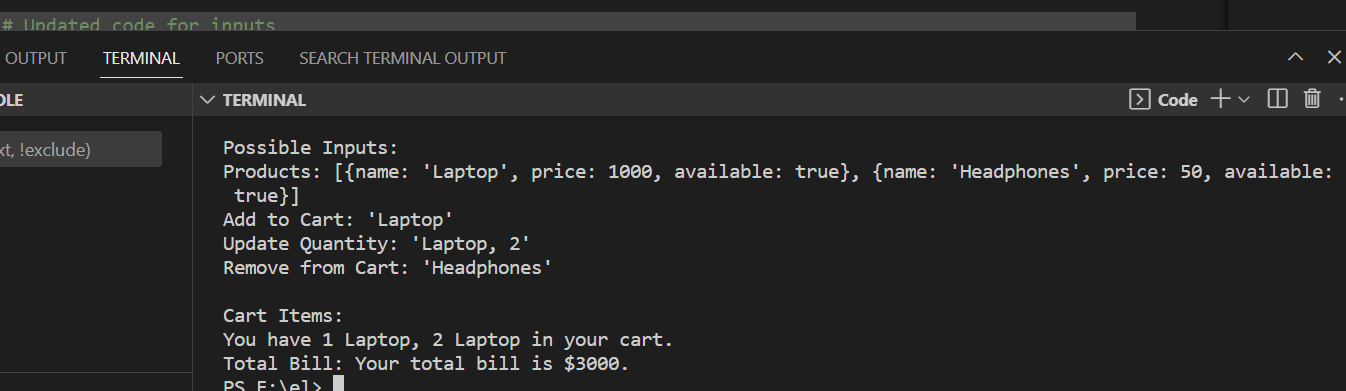 # Updated code for inputs
OUTPUT TERMINAL PORTS SEARCH TERMINAL OUTPUT
TERMINAL Code
xt, !exclude)
Possible Inputs:
Products: [{name: 'Laptop', price: 1000, available: true}, {name: 'Headphones', price: 50, available:
true}]
Add to Cart: 'Laptop'
Update Quantity: 'Laptop, 2'
Remove from Cart: 'Headphones'
Cart Items:
You have 1 Laptop, 2 Laptop in your cart.
Total Bill: Your total bill is $3000.
PS E:\el>